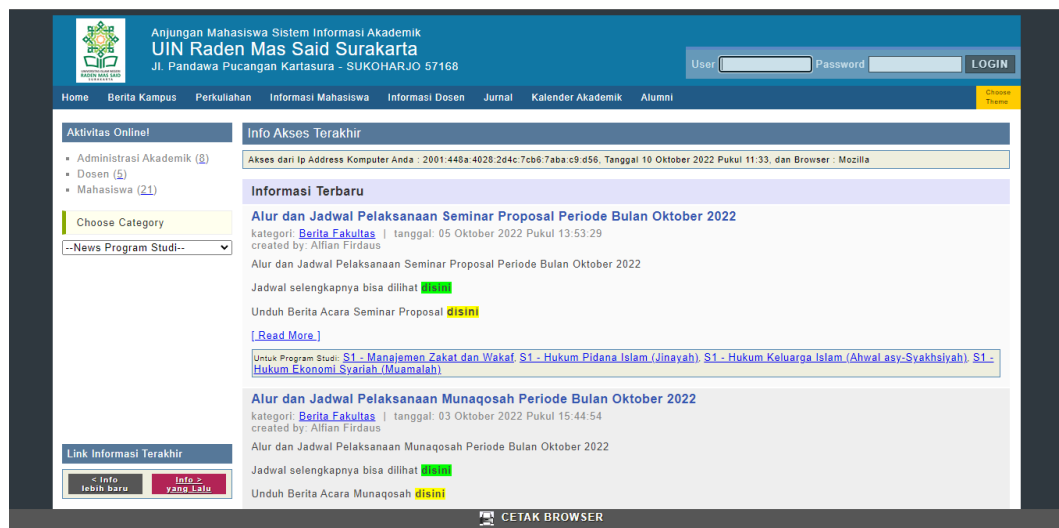 Anjungan Mahasiswa Sistem Informasi Akademik
UIN Raden Mas Said Surakarta
Jl. Pandawa Pucangan Kartasura - SUKOHARJO 57168
RADEN MAS SAID
User Password LOGIN
Home Berita Kampus Perkuliahan Informasi Mahasiswa Informasi Dosen Jurnal Kalender Akademik Alumni
Choose
Theme
Aktivitas Online!
Administrasi Akademik (8)
Dosen (5)
Mahasiswa (21)
Choose Category
--News Program Studi--
Link Informasi Terakhir
< Info
lebih baru
Info >
yang Lalu
Info Akses Terakhir
Akses dari Ip Address Komputer Anda : 2001:448a:4028:2d4c:7cb6:7aba:c9:d56, Tanggal 10 Oktober 2022 Pukul 11:33, dan Browser : Mozilla
Informasi Terbaru
Alur dan Jadwal Pelaksanaan Seminar Proposal Periode Bulan Oktober 2022
kategori: Berita Fakultas | tanggal: 05 Oktober 2022 Pukul 13:53:29
created by: Alfian Firdaus
Alur dan Jadwal Pelaksanaan Seminar Proposal Periode Bulan Oktober 2022
Jadwal selengkapnya bisa dilihat disini
Unduh Berita Acara Seminar Proposal disini
[ Read More ]
Untuk Program Studi: S1 - Manajemen Zakat dan Wakaf, S1 - Hukum Pidana Islam (Jinayah), S1 - Hukum Keluarga Islam (Ahwal asy-Syakhsiyah), S1 -
Hukum Ekonomi Syariah (Muamalah)
Alur dan Jadwal Pelaksanaan Munaqosah Periode Bulan Oktober 2022
kategori: Berita Fakultas | tanggal: 03 Oktober 2022 Pukul 15:44:54
created by: Alfian Firdaus
Alur dan Jadwal Pelaksanaan Munaqosah Periode Bulan Oktober 2022
Jadwal selengkapnya bisa dilihat disini
Unduh Berita Acara Munaqosah disini
CETAK BROWSER